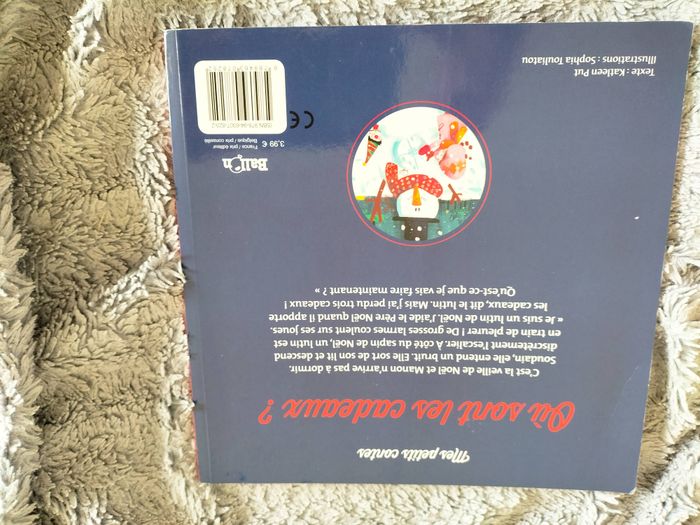 Mes petits contes
Où sont les cadeaux ?
C'est la veille de Noël et Manon n'arrive pas à dormir.
Soudain, elle entend un bruit. Elle sort de son lit et descend
discrètement l'escalier. À côté du sapin de Noël, un lutin est
en train de pleurer ! De grosses larmes coulent sur ses joues.
« Je suis un lutin de Noël. J'aide le Père Noël quand il apporte
les cadeaux, dit le lutin. Mais j'ai perdu trois cadeaux !
Qu'est-ce que je vais faire maintenant ? »
Ballon
3,99 €
France / prix éditeur
Belgique / prix conseillé
CE
Texte : Katleen Put
Illustrations : Sophia Touliatou